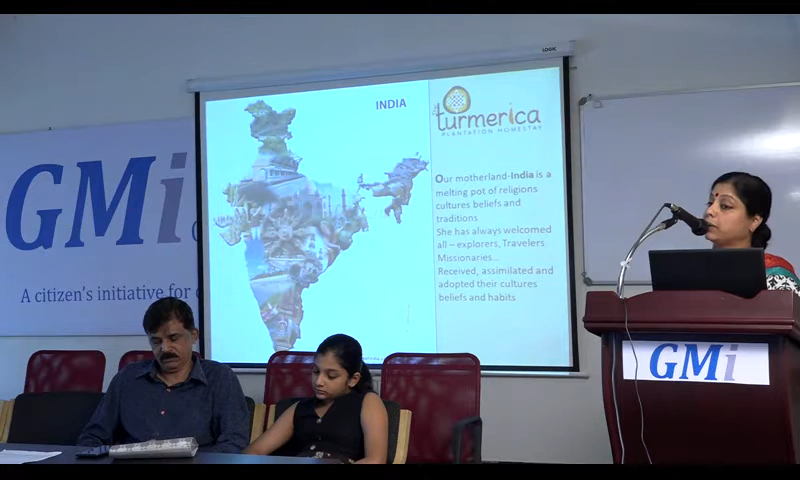 LOGIC
INDIA
turmerica
PLANTATION HOMESTAY
Our motherland-India is a
melting pot of religions
cultures beliefs and
traditions
She has always welcomed
all – explorers, Travelers
Missionaries...
Received, assimilated and
adopted their cultures
beliefs and habits
GMi
A citizen's initiative for
GMi